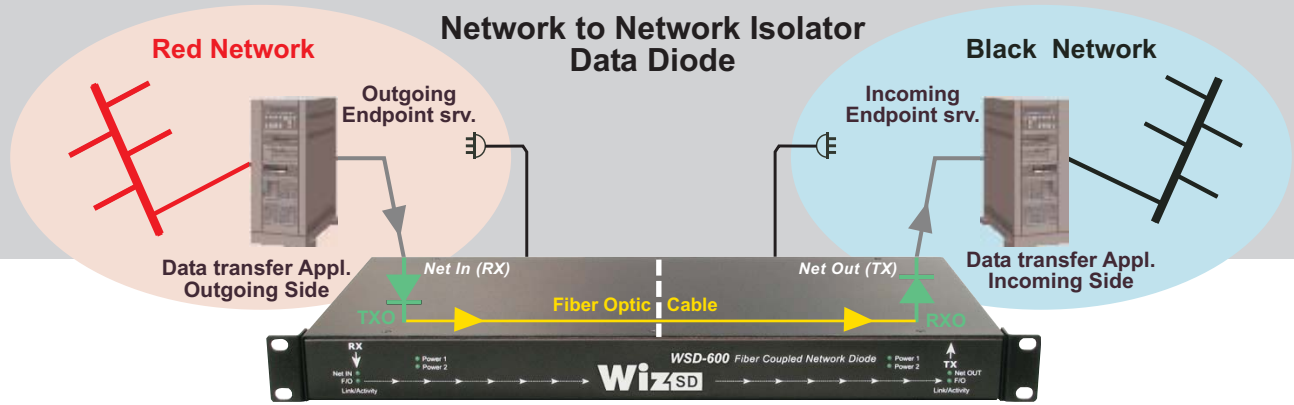 Network to Network Isolator
Data Diode
Red Network
Black Network
Outgoing
Endpoint srv.
Incoming
Endpoint srv.
Data transfer Appl.
Outgoing Side
Net In (RX)
Net Out (TX)
Data transfer Appl.
Incoming Side
TXO
Fiber Optic
Cable
RXO
RX
Net IN
F/O
Link/Activity
Power 1
Power 2
Wiz SD
WSD-600 Fiber Coupled Network Diode
Power 1
Power 2
TX
Net OUT
F/O
Link/Activity